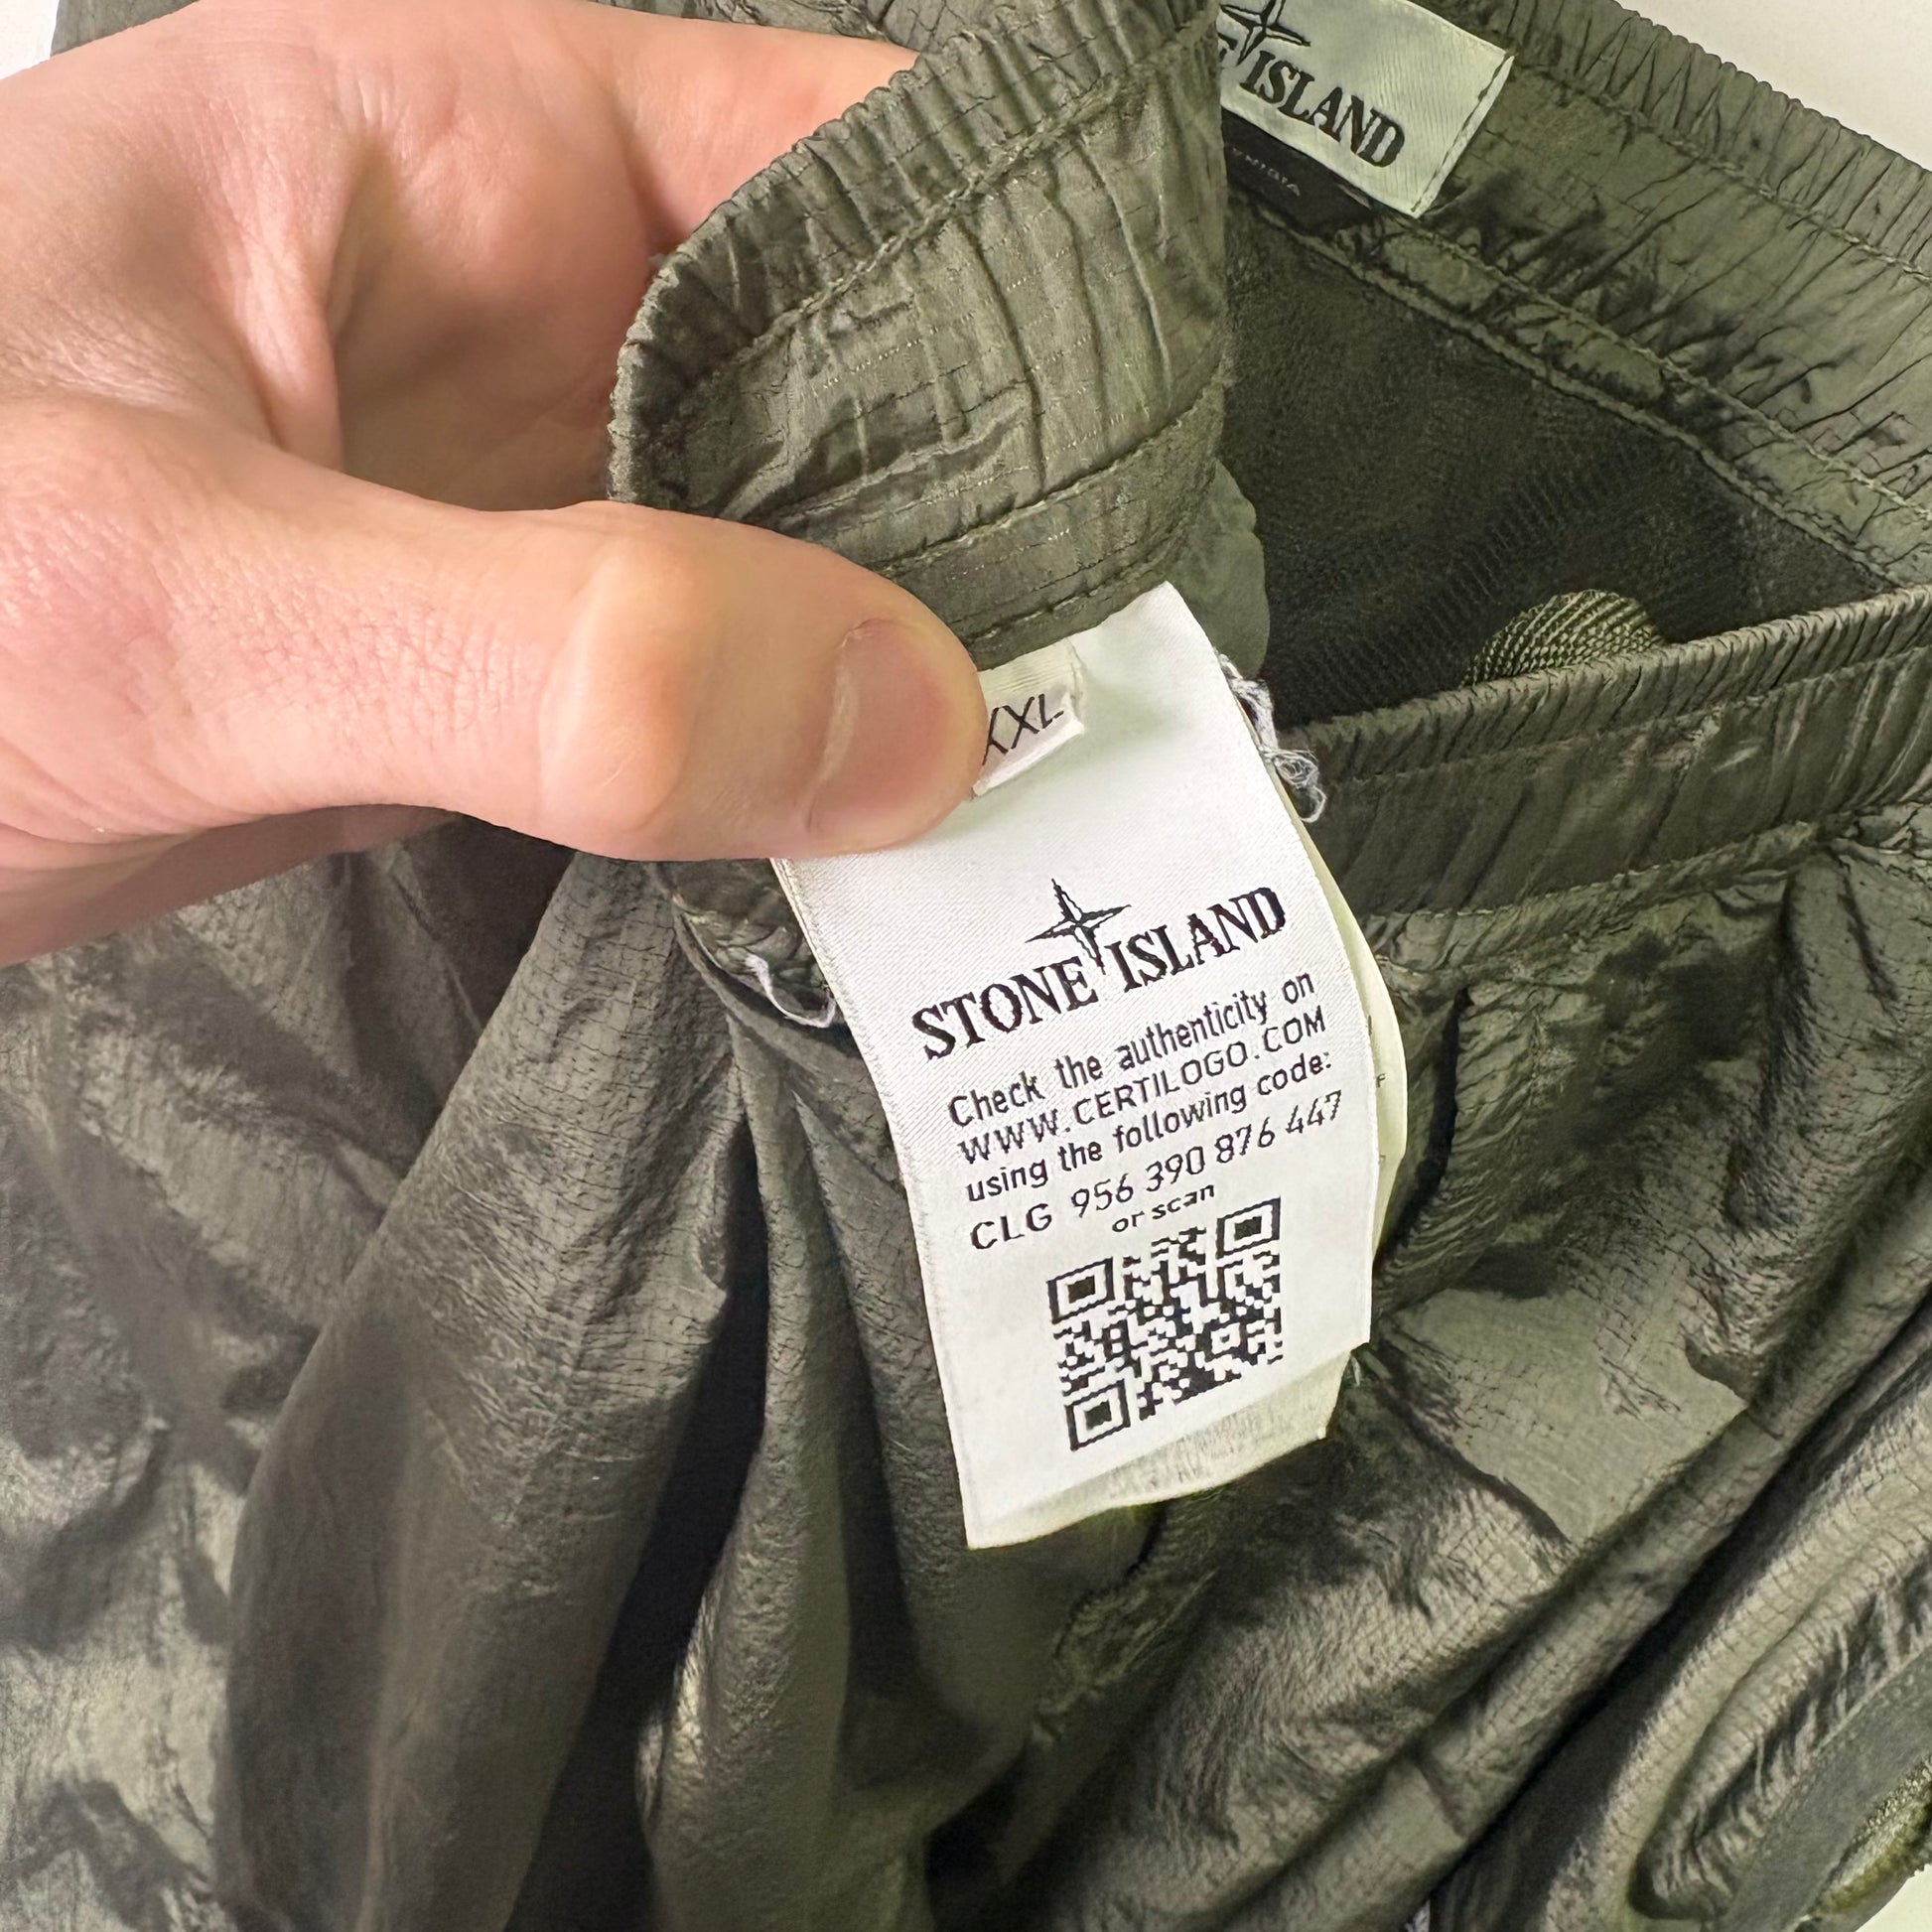 ISLAND
XXL
STONE ISLAND
Check the authenticity on
WWW.CERTILOGO.COM
using the following code:
CLG 956 390 876 447
or scan